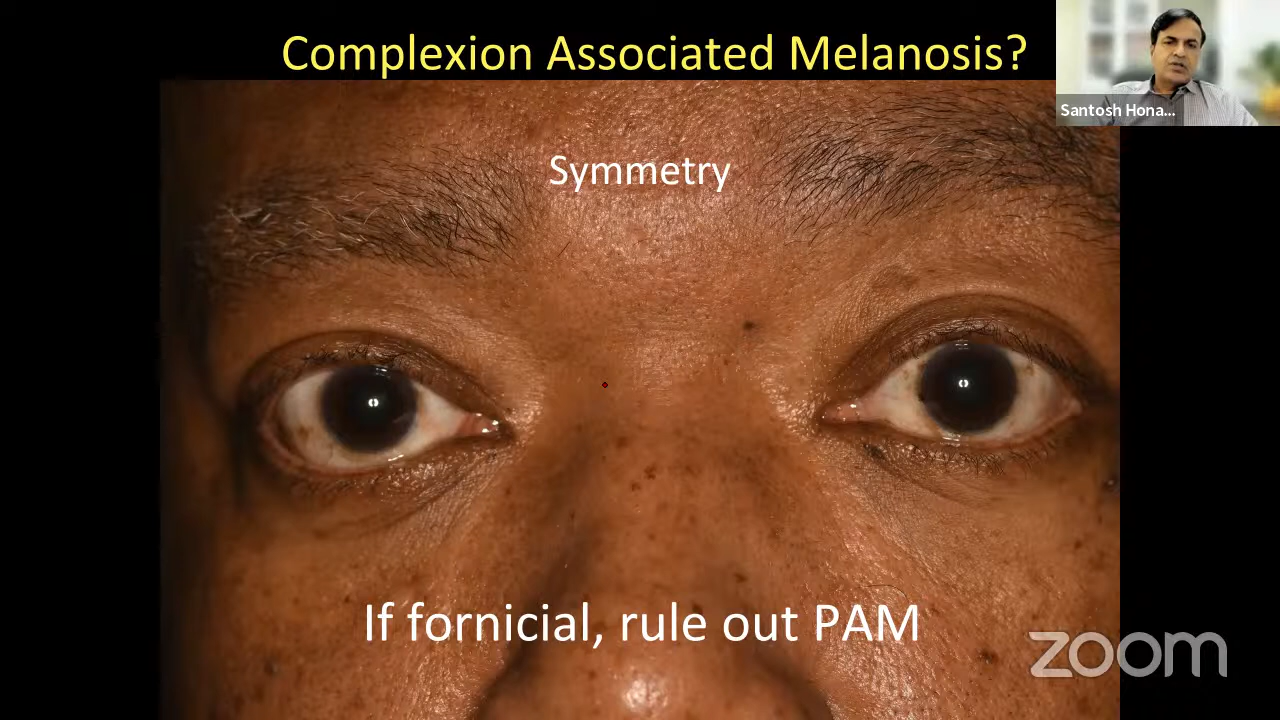 Complexion Associated Melanosis?
Santosh Hona...
Symmetry
If fornicial, rule out PAM
zoom